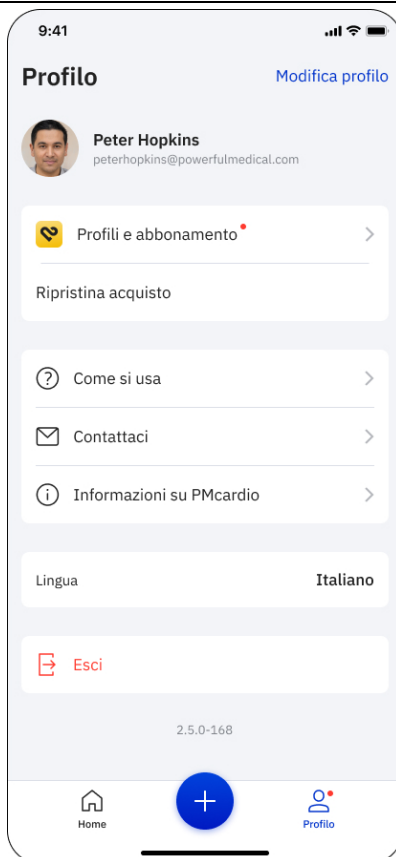 9:41
Profilo
Modifica profilo
Peter Hopkins
peterhopkins@powerfulmedical.com
Profili e abbonamento
Ripristina acquisto
Come si usa
Contattaci
Informazioni su PMcardio
Lingua
Italiano
Esci
2.5.0-168
Home
Profilo